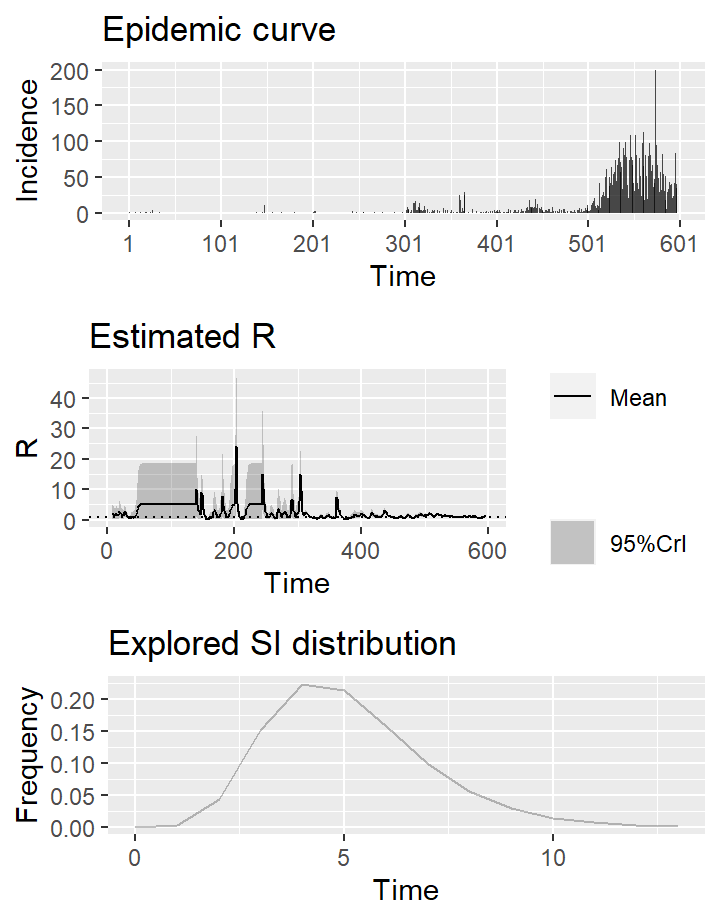 Epidemic curve
Incidence
200
150
100
50
0
1 101 201 301 401 501 601
Time
Estimated R
R
40
30
20
10
0
0 200 400 600
Time
Mean
95%CrI
Explored SI distribution
Frequency
0.20
0.15
0.10
0.05
0.00
0 5 10
Time